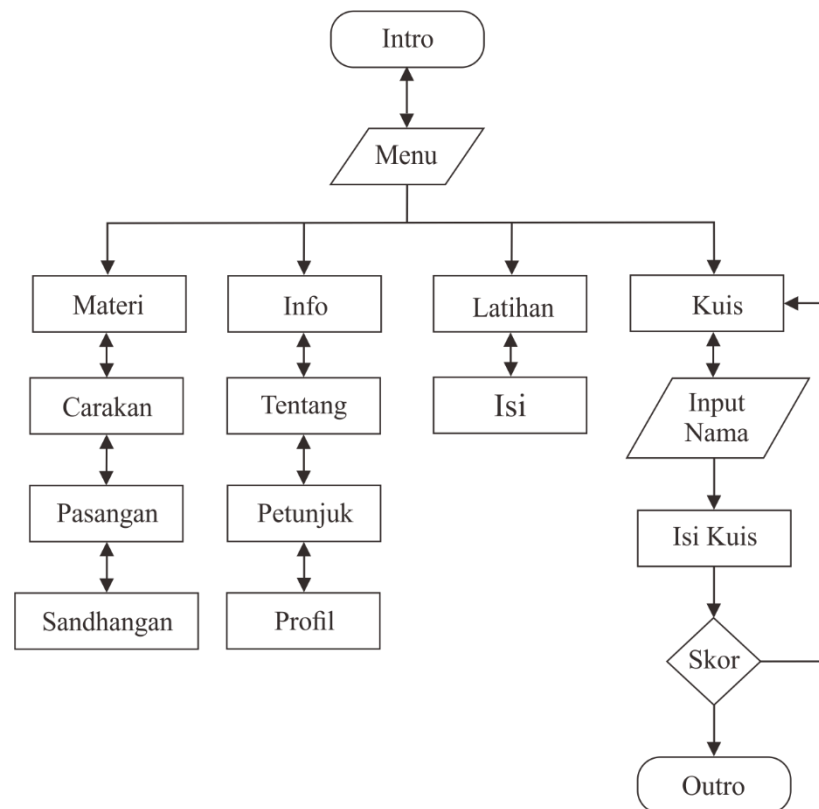 Intro
Menu
Materi
Info
Latihan
Kuis
Carakan
Tentang
Isi
Input
Nama
Pasangan
Petunjuk
Isi Kuis
Sandhangan
Profil
Skor
Outro